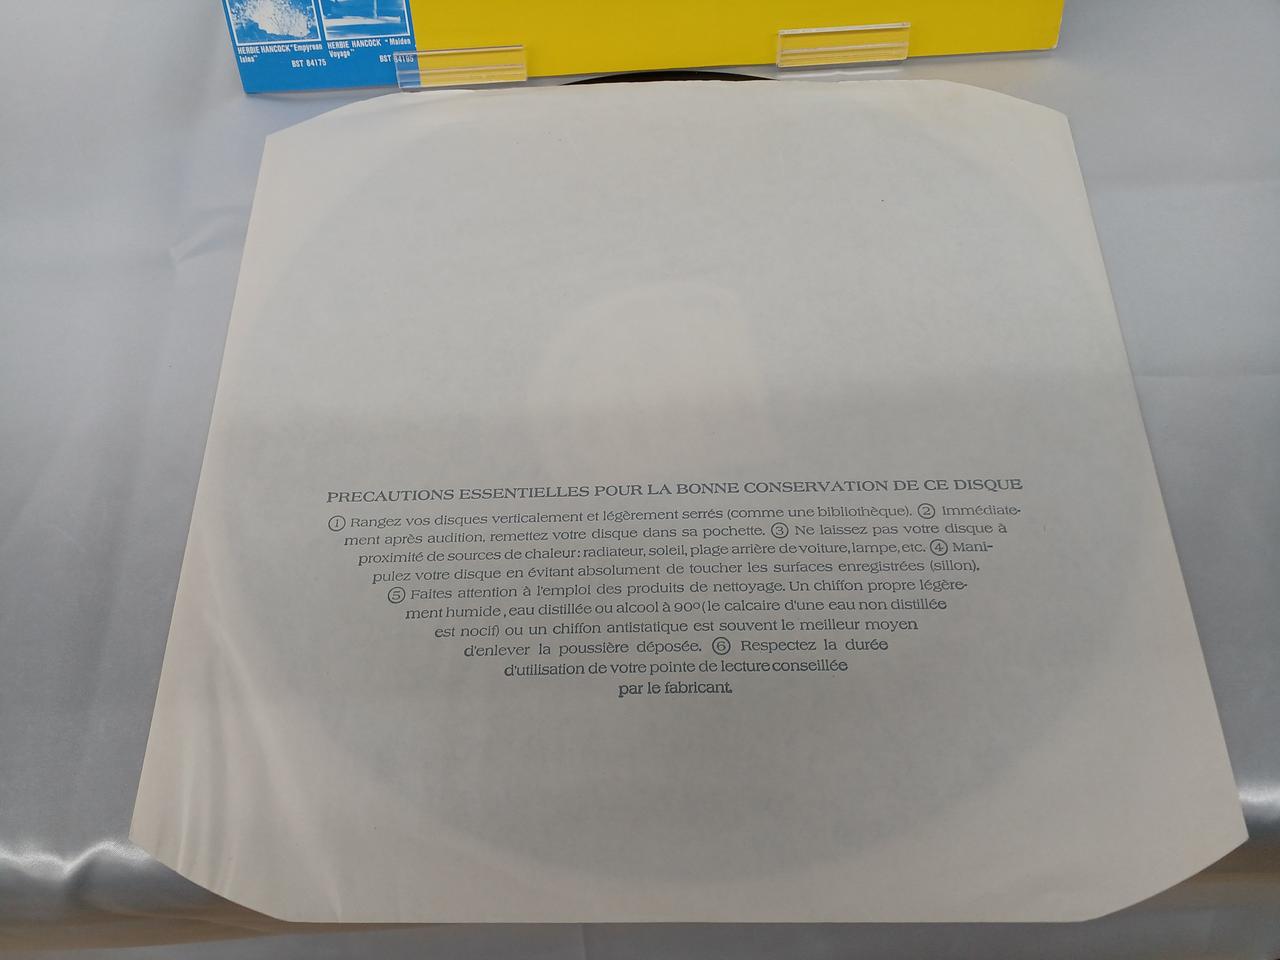 HERBIE HANCOCK "Empyrean
Isles"
BST 84175
HERBIE HANCOCK "Maiden
Voyage"
BST 84195
PRECAUTIONS ESSENTIELLES POUR LA BONNE CONSERVATION DE CE DISQUE
① Rangez vos disques verticalement et légèrement serrés (comme une bibliothèque). ② Immédiate-
ment après audition, remettez votre disque dans sa pochette. ③ Ne laissez pas votre disque à
proximité de sources de chaleur: radiateur, soleil, plage arrière de voiture, lampe, etc. ④ Mani-
pulez votre disque en évitant absolument de toucher les surfaces enregistrées (sillon).
⑤ Faites attention à l'emploi des produits de nettoyage. Un chiffon propre légère-
ment humide, eau distillée ou alcool à 90° (le calcaire d'une eau non distillée
est nocif) ou un chiffon antistatique est souvent le meilleur moyen
d'enlever la poussière déposée. ⑥ Respectez la durée
d'utilisation de votre pointe de lecture conseillée
par le fabricant.